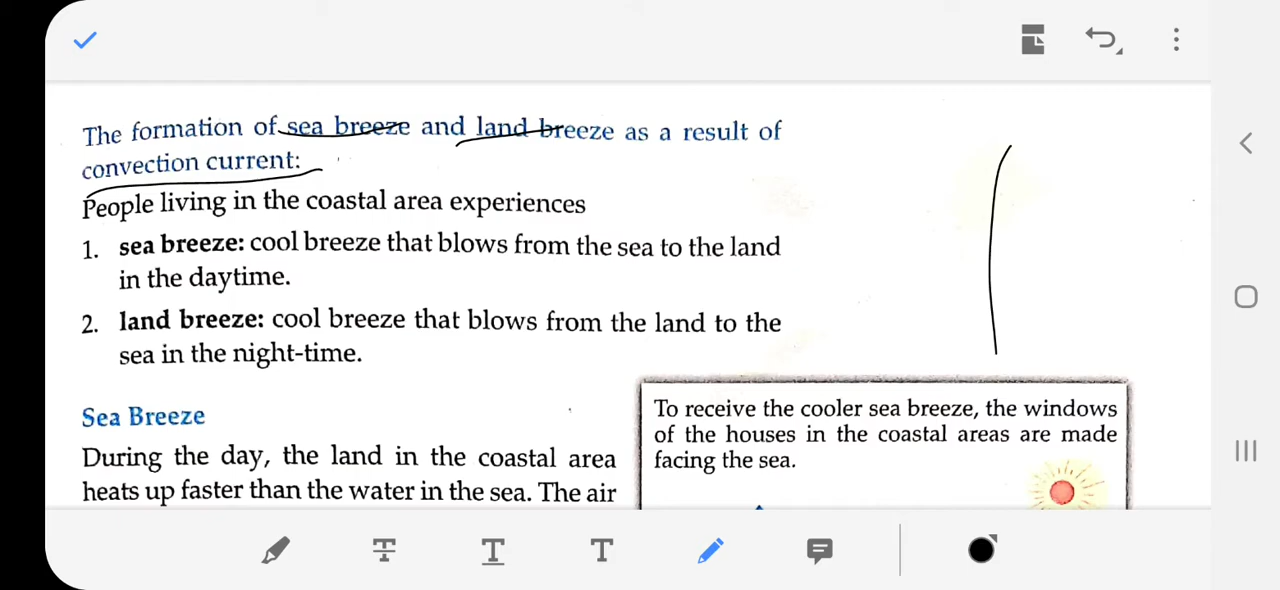 The formation of sea breeze and land breeze as a result of
convection current:
People living in the coastal area experiences
1. sea breeze: cool breeze that blows from the sea to the land
in the daytime.
2. land breeze: cool breeze that blows from the land to the
sea in the night-time.
Sea Breeze
During the day, the land in the coastal area
heats up faster than the water in the sea. The air
To receive the cooler sea breeze, the windows
of the houses in the coastal areas are made
facing the sea.
T T T